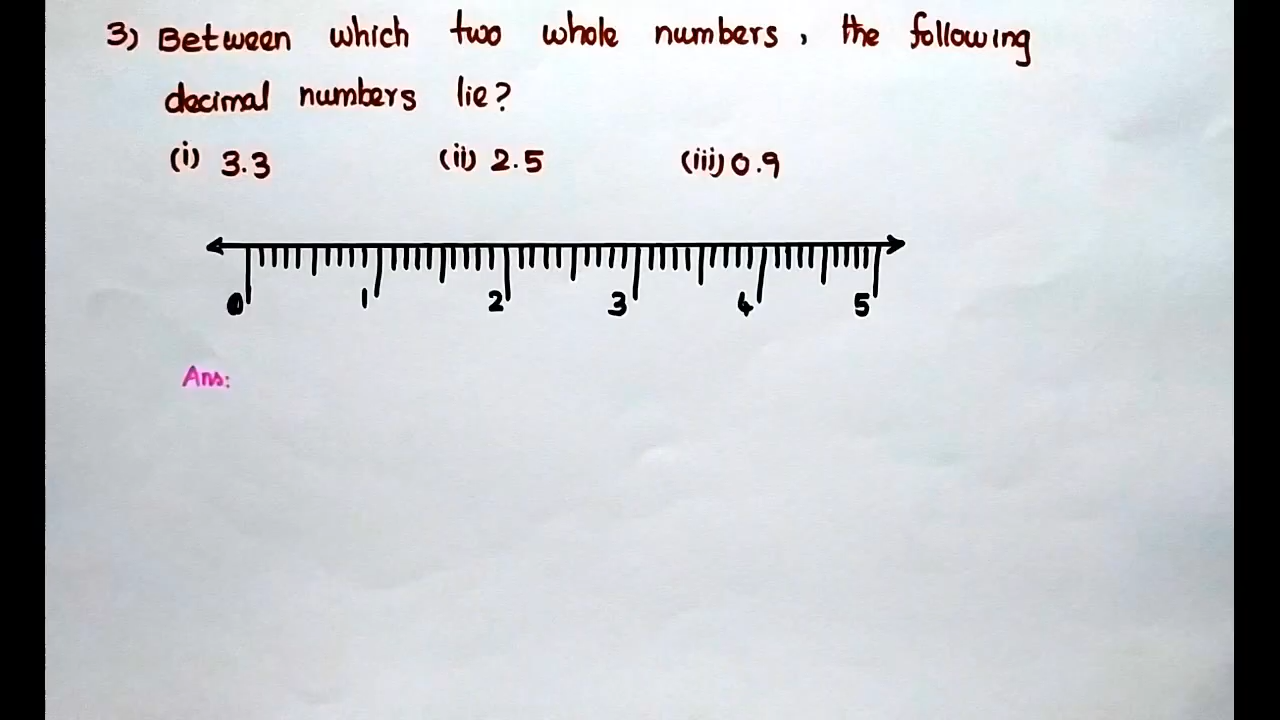 3) Between which two whole numbers, the following
decimal numbers lie?
(i) 3.3 (ii) 2.5 (iii) 0.9
0 1 2 3 4 5
Ans: